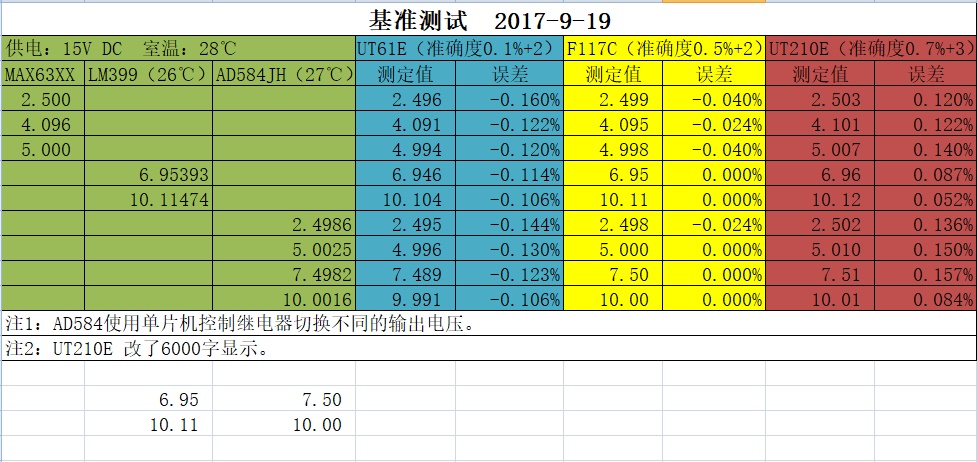 基准测试 2017-9-19
供电：15V DC 室温：28℃ UT61E（准确度0.1%+2） F117C（准确度0.5%+2） UT210E（准确度0.7%+3）
MAX63XX LM399（26℃） AD584JH（27℃） 测定值 误差 测定值 误差 测定值 误差
2.500 2.496 -0.160% 2.499 -0.040% 2.503 0.120%
4.096 4.091 -0.122% 4.095 -0.024% 4.101 0.122%
5.000 4.994 -0.120% 4.998 -0.040% 5.007 0.140%
6.95393 6.946 -0.114% 6.95 0.000% 6.96 0.087%
10.11474 10.104 -0.106% 10.11 0.000% 10.12 0.052%
2.4986 2.495 -0.144% 2.498 -0.024% 2.502 0.136%
5.0025 4.996 -0.130% 5.000 0.000% 5.010 0.150%
7.4982 7.489 -0.123% 7.50 0.000% 7.51 0.157%
10.0016 9.991 -0.106% 10.00 0.000% 10.01 0.084%
注1：AD584使用单片机控制继电器切换不同的输出电压。
注2：UT210E 改了6000字显示。
6.95 7.50
10.11 10.00